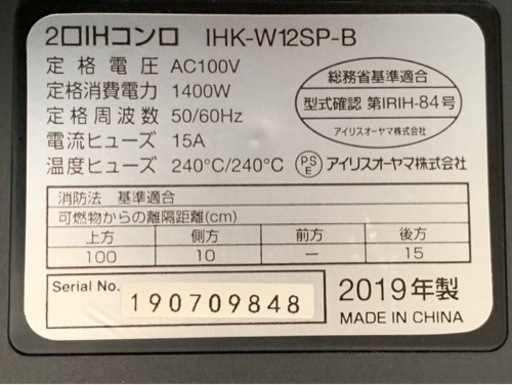 2口IHコンロ IHK-W12SP-B
定格電圧 AC100V
定格消費電力 1400W
定格周波数 50/60Hz
電流ヒューズ 15A
温度ヒューズ 240°C/240°C
総務省基準適合
型式確認 第IRIH-84号
アイリスオーヤマ株式会社
PSE アイリスオーヤマ株式会社
消防法 基準適合
可燃物からの離隔距離(cm)
上方 側方 前方 後方
100 10 — 15
Serial No. 190709848
2019年製
MADE IN CHINA